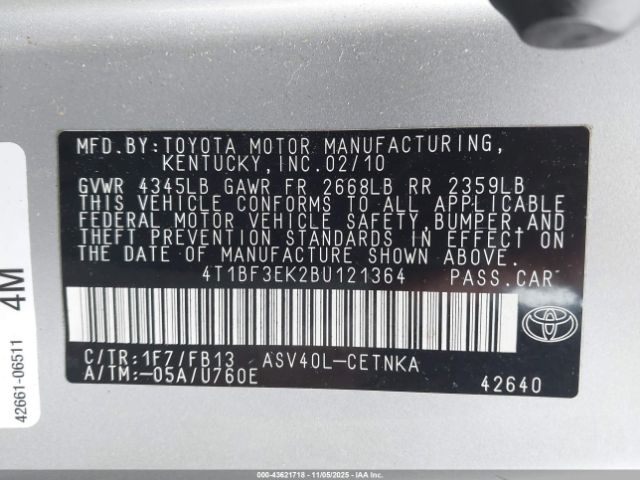 MFD.BY:TOYOTA MOTOR MANUFACTURING,
KENTUCKY,INC.02/10
GVWR 4345LB GAWR FR 2668LB RR 2359LB
THIS VEHICLE CONFORMS TO ALL APPLICABLE
FEDERAL MOTOR VEHICLE SAFETY,BUMPER,AND
THEFT PREVENTION STANDARDS IN EFFECT ON
THE DATE OF MANUFACTURE SHOWN ABOVE.
4T1BF3EK2BU121364 PASS.CAR
C/TR:1F7/FB13 ASV40L-CETNKA
A/TM:-05A/U760E
42640
TOYOTA
42661-06511 4M
000-43621718 - 11/05/2025 - IAAIC